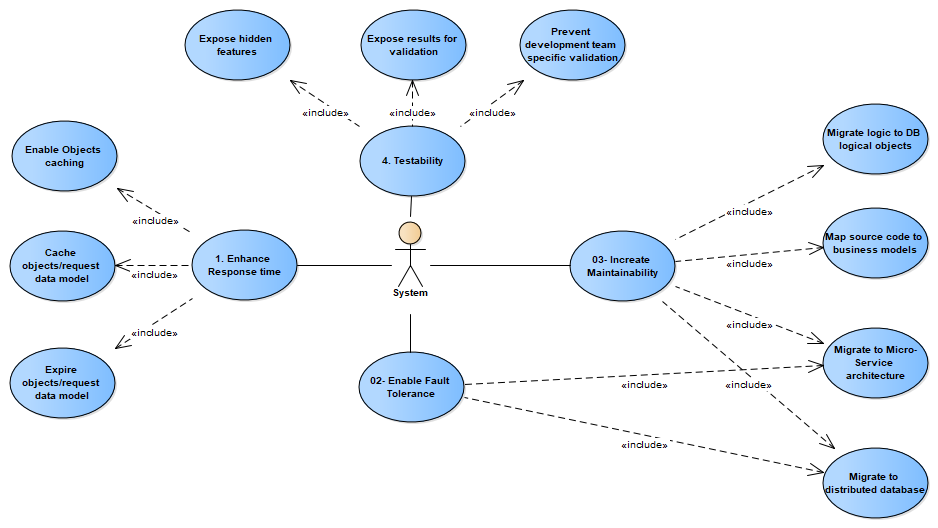 Expose hidden
features
Expose results for
validation
Prevent
development team
specific validation
«include»
«include»
«include»
4. Testability
Enable Objects
caching
«include»
Cache
objects/request
data model
«include»
1. Enhance
Response time
«include»
Expire
objects/request
data model
System
Migrate logic to DB
logical objects
«include»
Map source code to
business models
«include»
03- Increate
Maintainability
«include»
Migrate to Micro-
Service
architecture
02- Enable Fault
Tolerance
«include»
«include»
«include»
Migrate to
distributed database